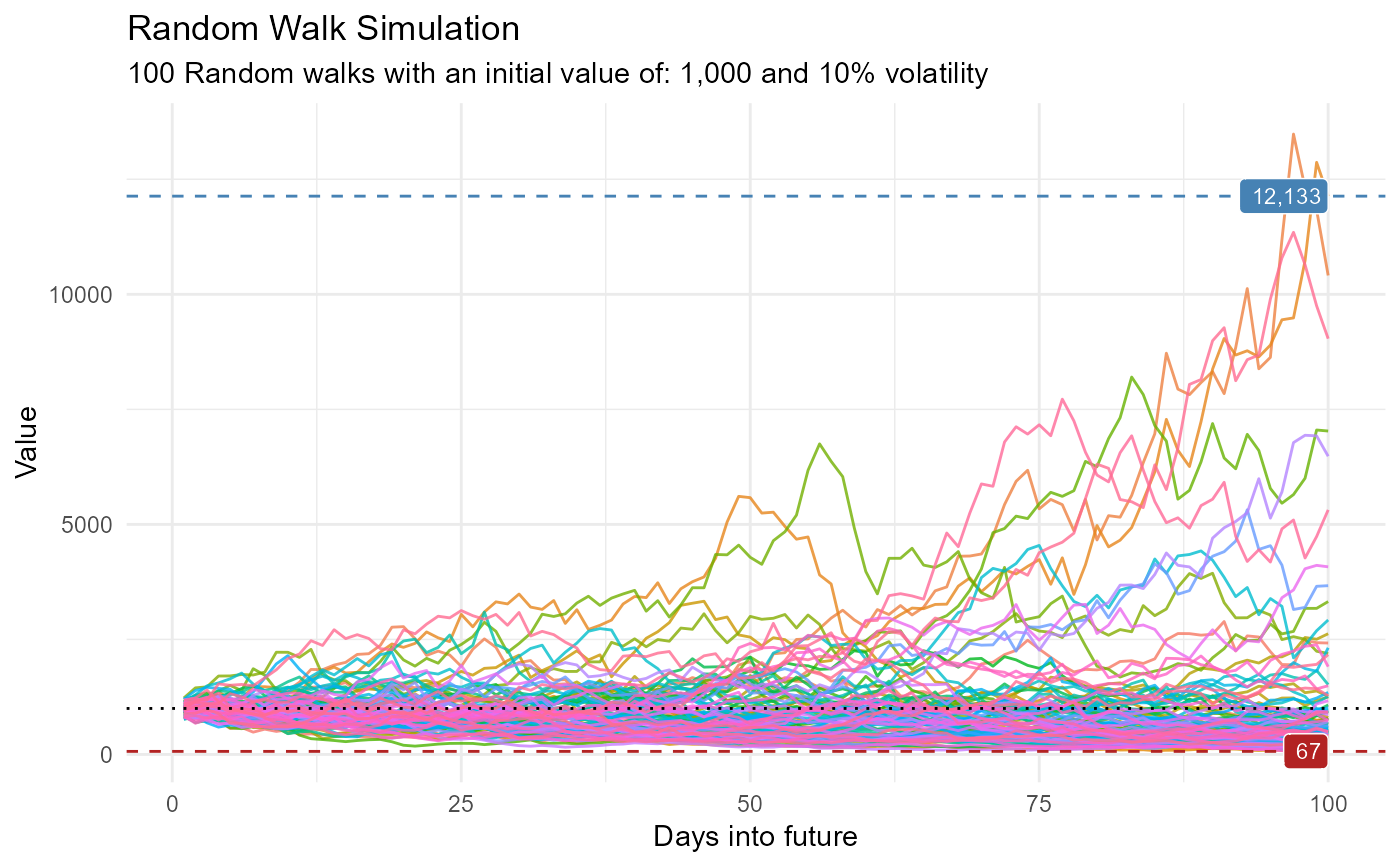 Random Walk Simulation
100 Random walks with an initial value of: 1,000 and 10% volatility
Value
10000
5000
0
12,133
67
0 25 50 75 100
Days into future